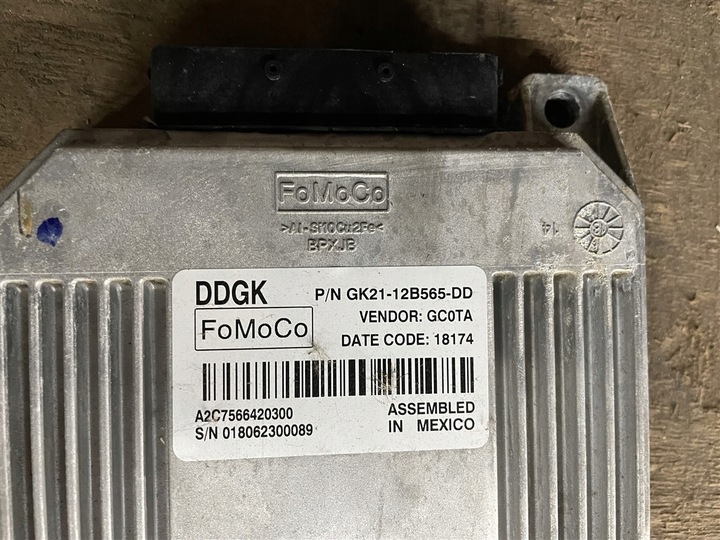 FoMoCo
>Al-Si10Cu2Fe<
BPXJB
14
DDGK
P/N GK21-12B565-DD
FoMoCo
VENDOR: GC0TA
DATE CODE: 18174
A2C7566420300
S/N 018062300089
ASSEMBLED
IN MEXICO